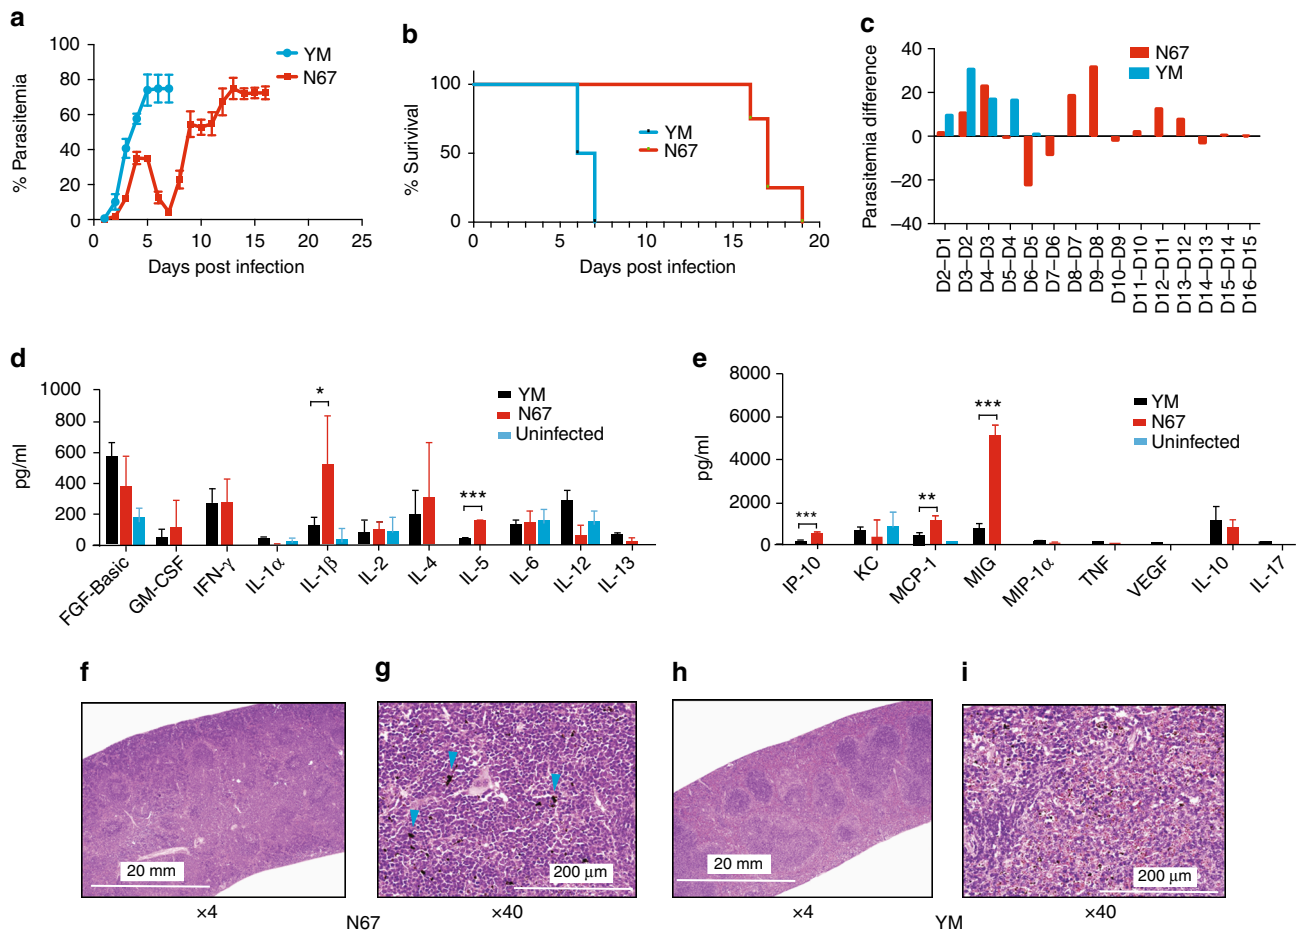 a
100
80
60
40
20
0
% Parasitemia
0 5 10 15 20 25
Days post infection
YM
N67
b
100
50
0
% Survival
0 5 10 15 20
Days post infection
YM
N67
c
40
20
0
−20
−40
Parasitemia difference
N67
YM
D2–D1
D3–D2
D4–D3
D5–D4
D6–D5
D7–D6
D8–D7
D9–D8
D10–D9
D11–D10
D12–D11
D13–D12
D14–D13
D15–D14
D16–D15
d
1000
800
600
400
200
0
pg/ml
*
***
YM
N67
Uninfected
FGF-Basic
GM-CSF
IFN-γ
IL-1α
IL-1β
IL-2
IL-4
IL-5
IL-6
IL-12
IL-13
e
8000
6000
4000
2000
0
pg/ml
***
**
***
YM
N67
Uninfected
IP-10
KC
MCP-1
MIG
MIP-1α
TNF
VEGF
IL-10
IL-17
f
20 mm
×4
g
200 μm
×40
N67
h
20 mm
×4
i
200 μm
×40
YM